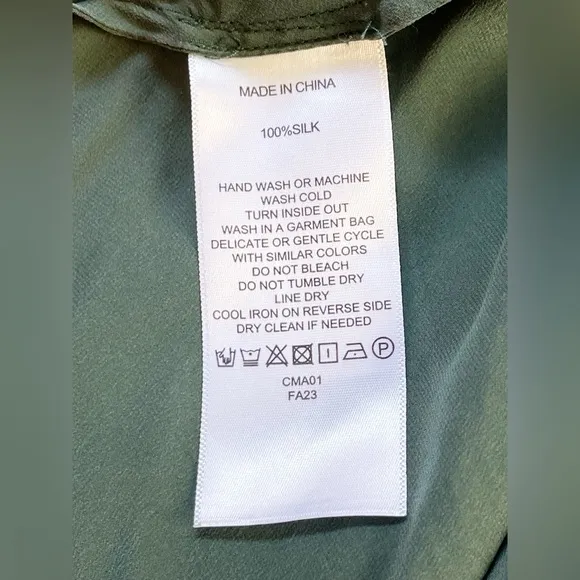 MADE IN CHINA
100%SILK
HAND WASH OR MACHINE
WASH COLD
TURN INSIDE OUT
WASH IN A GARMENT BAG
DELICATE OR GENTLE CYCLE
WITH SIMILAR COLORS
DO NOT BLEACH
DO NOT TUMBLE DRY
LINE DRY
COOL IRON ON REVERSE SIDE
DRY CLEAN IF NEEDED
P
CMA01
FA23